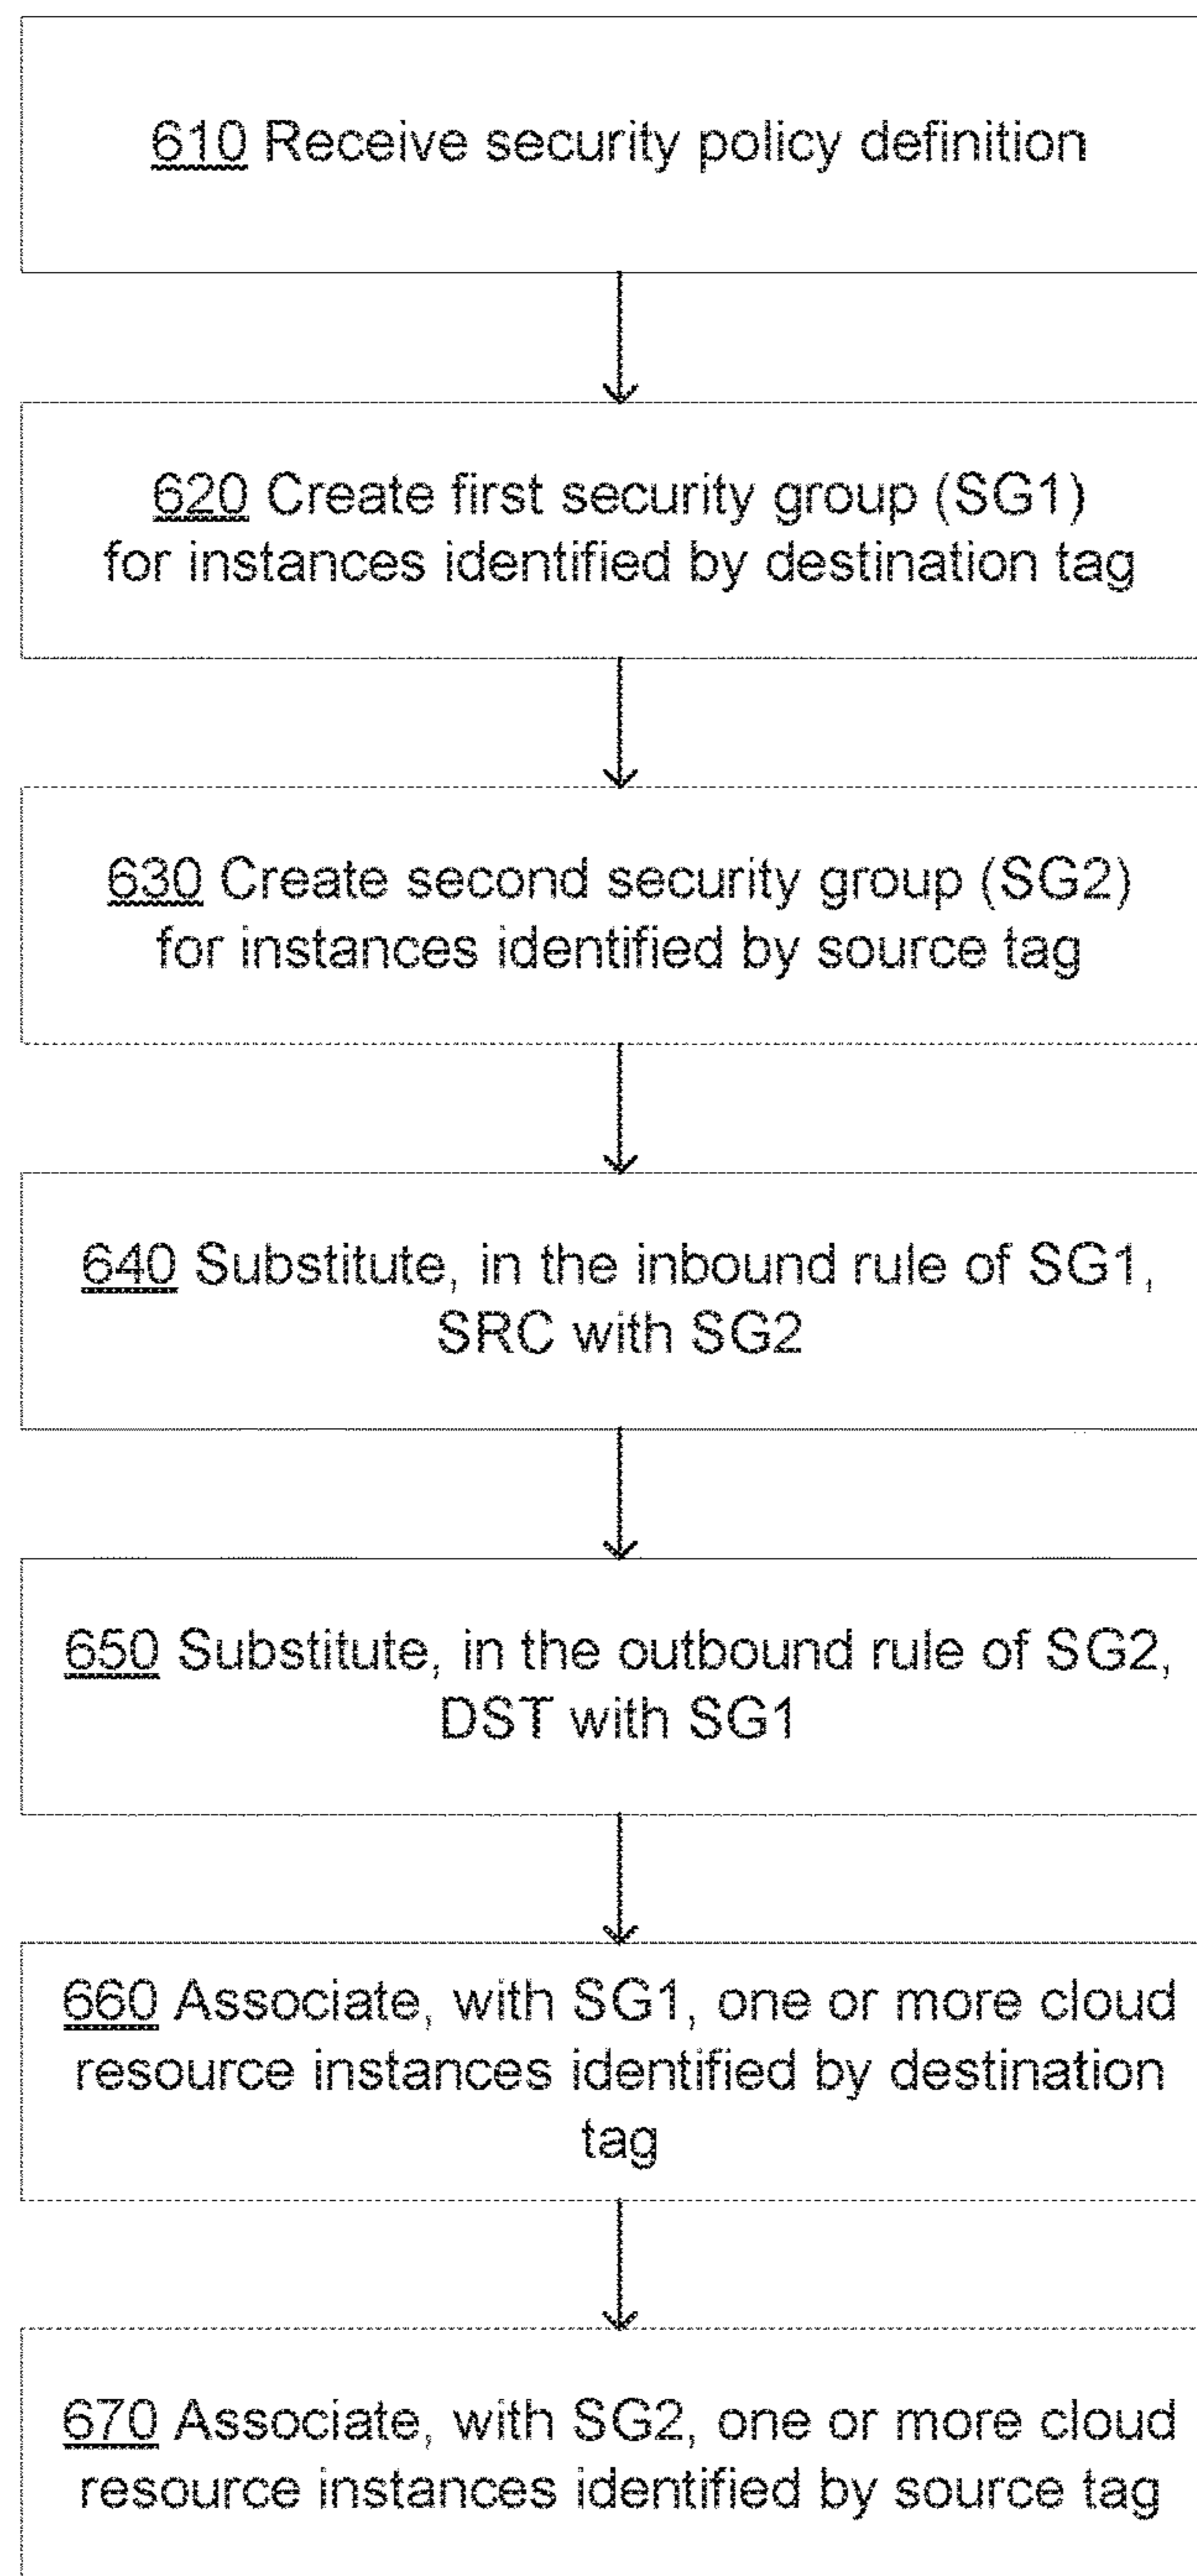 610 Receive security policy definition
620 Create first security group (SG1)
for instances identified by destination tag
630 Create second security group (SG2)
for instances identified by source tag
640 Substitute, in the inbound rule of SG1,
SRC with SG2
650 Substitute, in the outbound rule of SG2,
DST with SG1
660 Associate, with SG1, one or more cloud
resource instances identified by destination
tag
670 Associate, with SG2, one or more cloud
resource instances identified by source tag